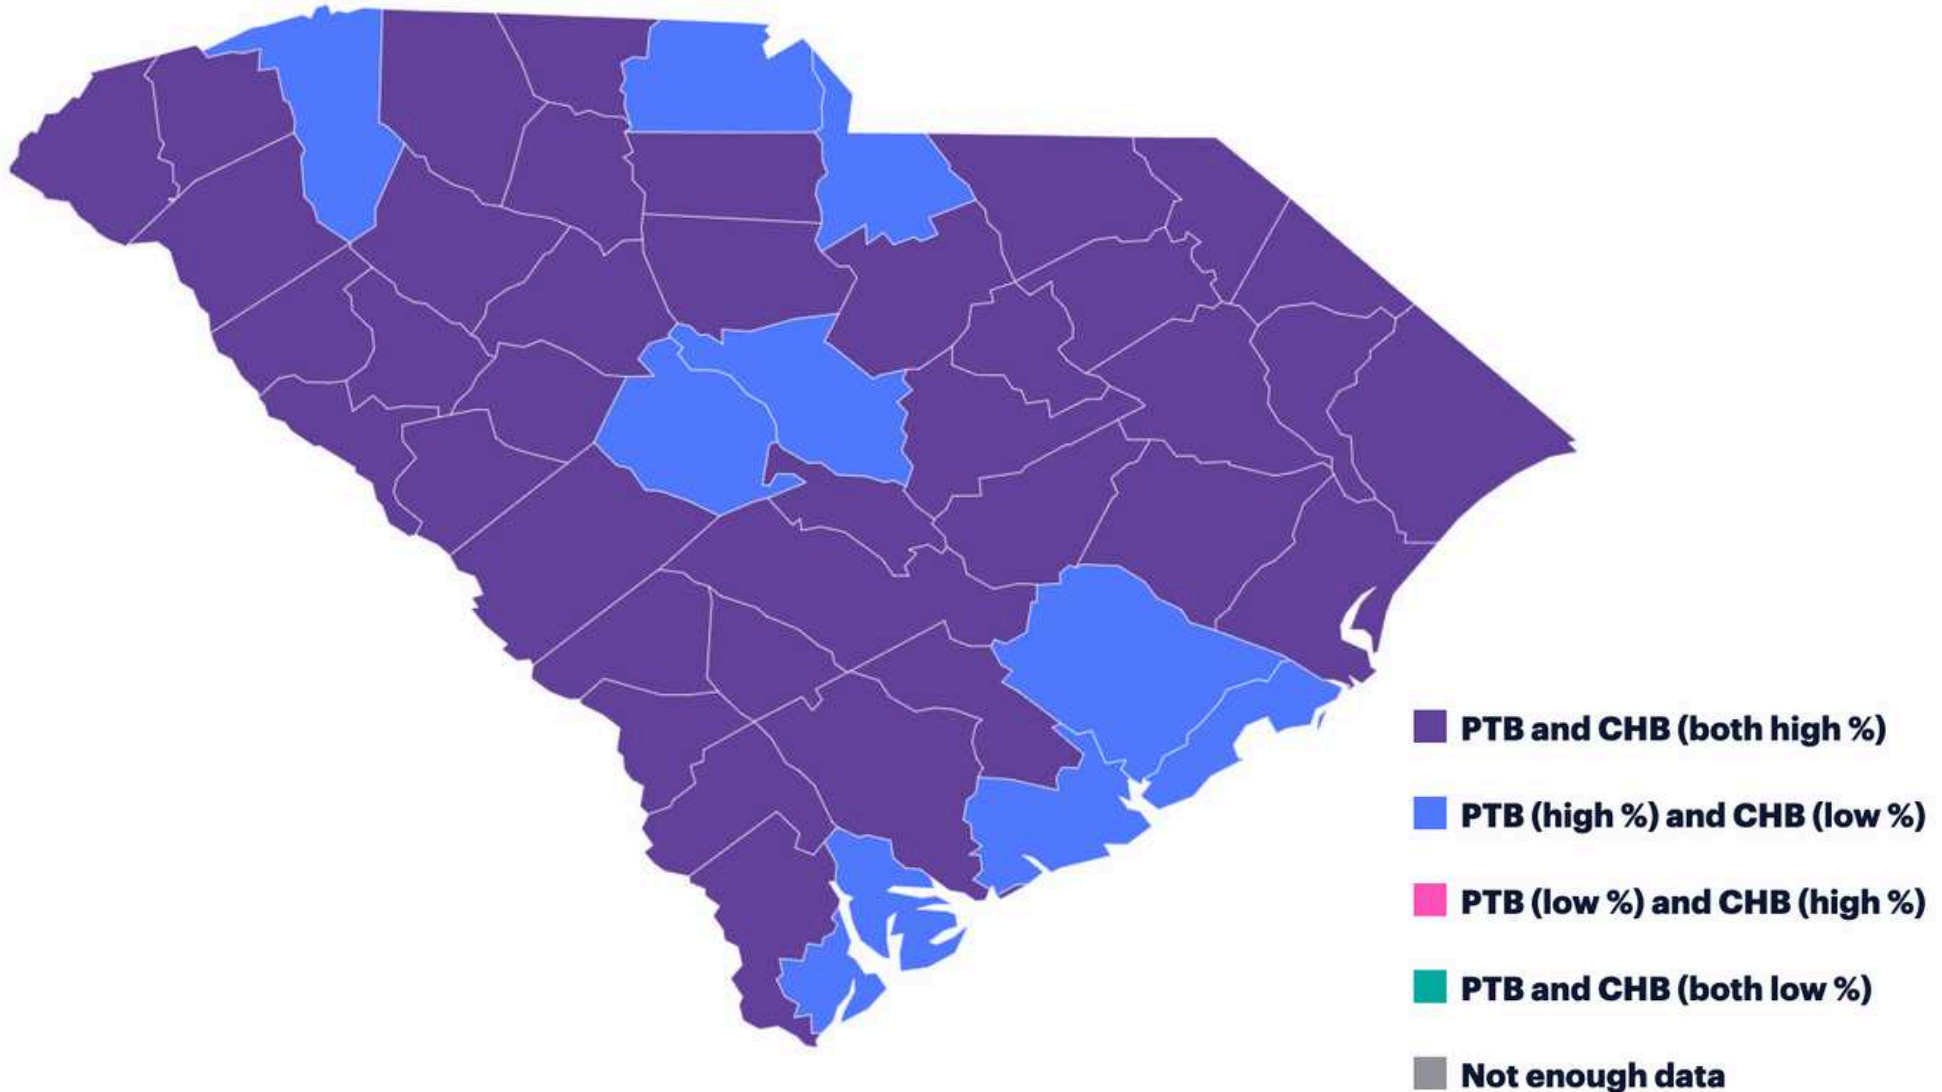 PTB and CHB (both high %)
PTB (high %) and CHB (low %)
PTB (low %) and CHB (high %)
PTB and CHB (both low %)
Not enough data